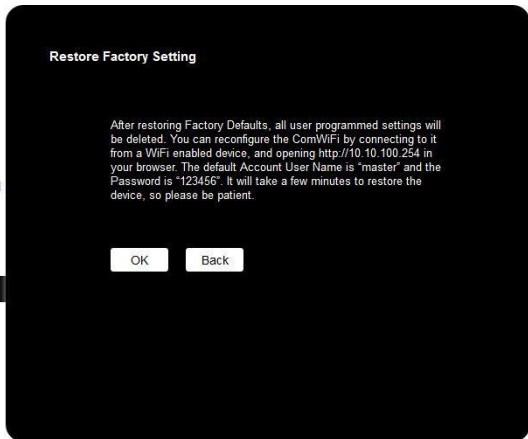 Restore Factory Setting
After restoring Factory Defaults, all user programmed settings will
be deleted. You can reconfigure the ComWiFi by connecting to it
from a WiFi enabled device, and opening http://10.10.100.254 in
your browser. The default Account User Name is “master” and the
Password is “123456”. It will take a few minutes to restore the
device, so please be patient.
OK Back